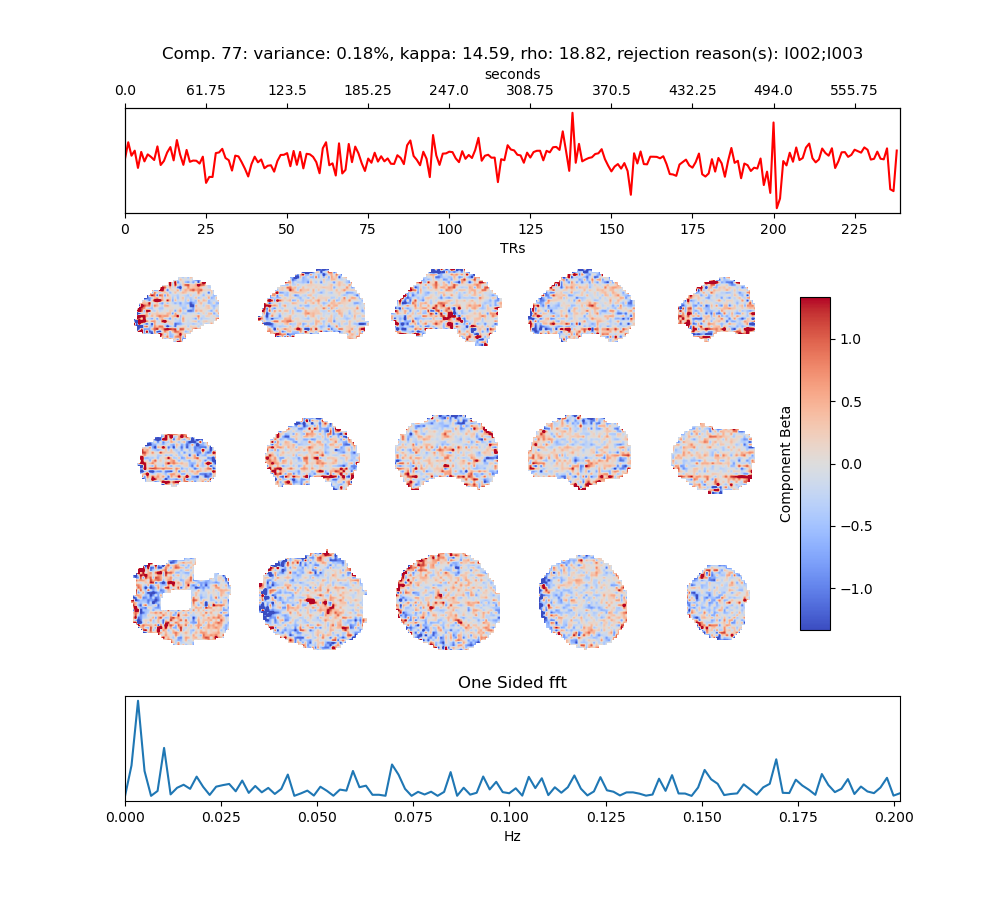 Comp. 77: variance: 0.18%, kappa: 14.59, rho: 18.82, rejection reason(s): I002;I003
seconds
0.0 61.75 123.5 185.25 247.0 308.75 370.5 432.25 494.0 555.75
0 25 50 75 100 125 150 175 200 225
TRs
1.0
0.5
0.0
−0.5
−1.0
Component Beta
One Sided fft
0.000 0.025 0.050 0.075 0.100 0.125 0.150 0.175 0.200
Hz